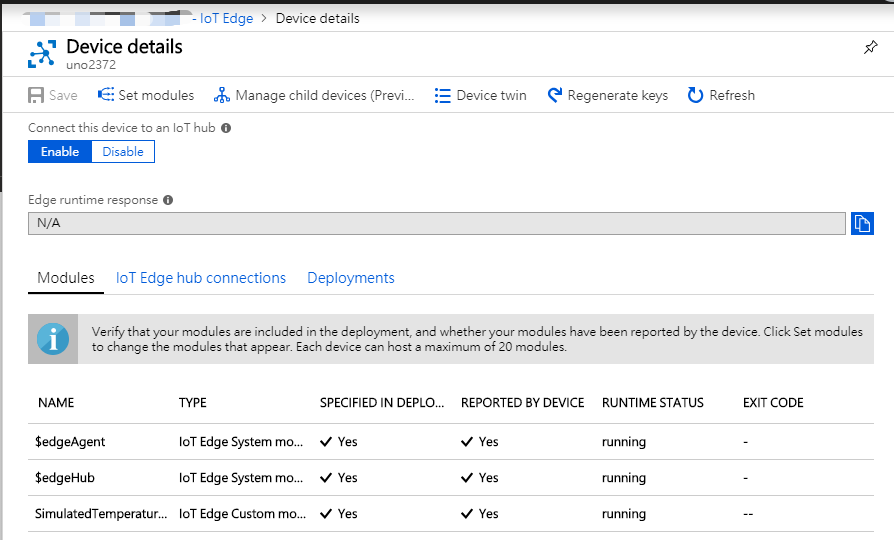 - IoT Edge > Device details
Device details
uno2372
Save Set modules Manage child devices (Previ... Device twin Regenerate keys Refresh
Connect this device to an IoT hub
Enable Disable
Edge runtime response
N/A
Modules IoT Edge hub connections Deployments
Verify that your modules are included in the deployment, and whether your modules have been reported by the device. Click Set modules
to change the modules that appear. Each device can host a maximum of 20 modules.
NAME TYPE SPECIFIED IN DEPLO... REPORTED BY DEVICE RUNTIME STATUS EXIT CODE
$edgeAgent IoT Edge System mo... Yes Yes running -
$edgeHub IoT Edge System mo... Yes Yes running -
SimulatedTemperatur... IoT Edge Custom mo... Yes Yes running --